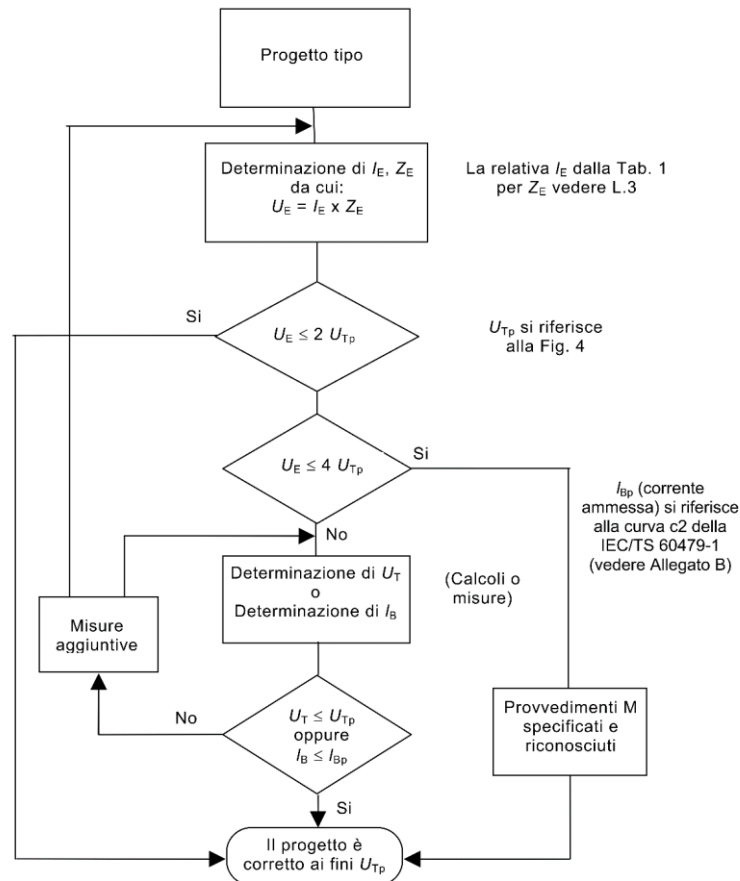 Progetto tipo
Determinazione di IE, ZE
da cui:
UE = IE x ZE
La relativa IE dalla Tab. 1
per ZE vedere L.3
Si
UE ≤ 2 UTp
UTp si riferisce
alla Fig. 4
UE ≤ 4 UTp
Si
IBp (corrente
ammessa) si riferisce
alla curva c2 della
IEC/TS 60479-1
(vedere Allegato B)
No
Determinazione di UT
o
Determinazione di IB
(Calcoli o
misure)
Misure
aggiuntive
No
UT ≤ UTp
oppure
IB ≤ IBp
Provvedimenti M
specificati e
riconosciuti
Si
Il progetto è
corretto ai fini UTp